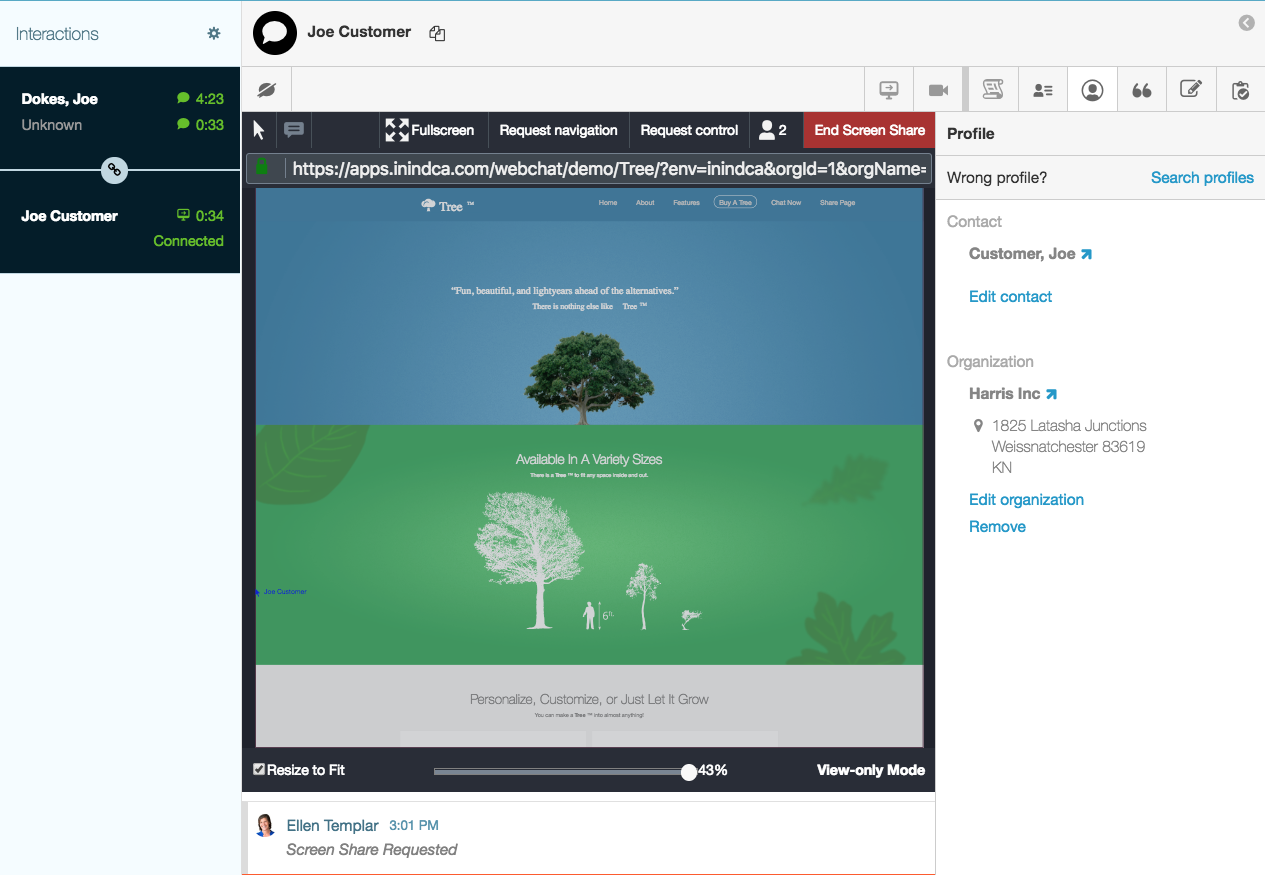 Interactions
Dokes, Joe 4:23
Unknown 0:33
Joe Customer 0:34
Connected
Joe Customer
Fullscreen Request navigation Request control 2 End Screen Share
https://apps.inindca.com/webchat/demo/Tree/?env=inindca&orgId=1&orgName=
Tree ™ Home About Features Buy A Tree Chat Now Share Page
“Fun, beautiful, and lightyears ahead of the alternatives.”
There is nothing else like Tree ™
Available In A Variety Sizes
There is a Tree ™ to fit any space inside and out.
6ft.
Joe Customer
Personalize, Customize, or Just Let It Grow
You can make a Tree ™ into almost anything!
Resize to Fit 43% View-only Mode
Ellen Templar 3:01 PM
Screen Share Requested
Profile
Wrong profile? Search profiles
Contact
Customer, Joe
Edit contact
Organization
Harris Inc
1825 Latasha Junctions
Weissnatchester 83619
KN
Edit organization
Remove